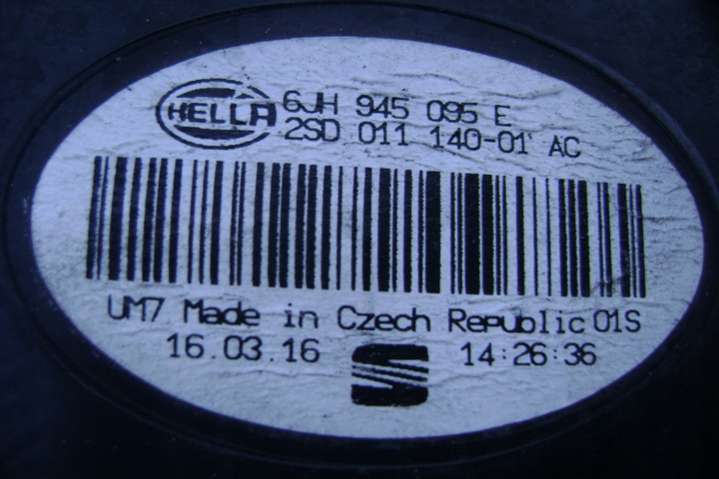 HELLA
6JH 945 095 E
2SD 011 140-01 AC
UM7 Made in Czech Republic 01S
16.03.16 14:26:36